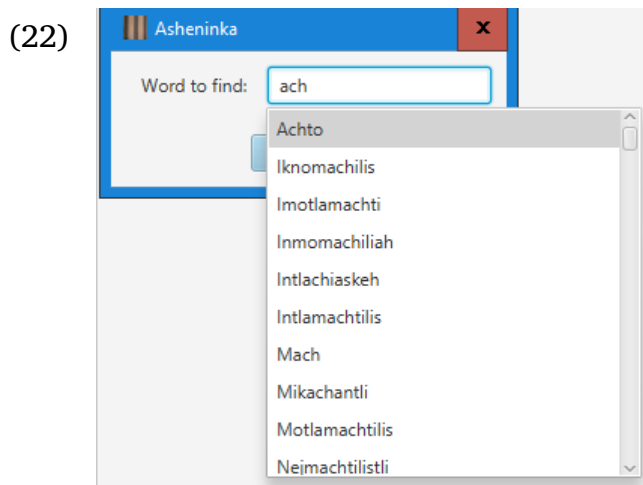 (22)
Asheninka
x
Word to find: ach
Achto
Iknomachilis
Imotlamachti
Inmomachiliah
Intlachiaskeh
Intlamachtilis
Mach
Mikachantli
Motlamachtilis
Nejmachtilistli